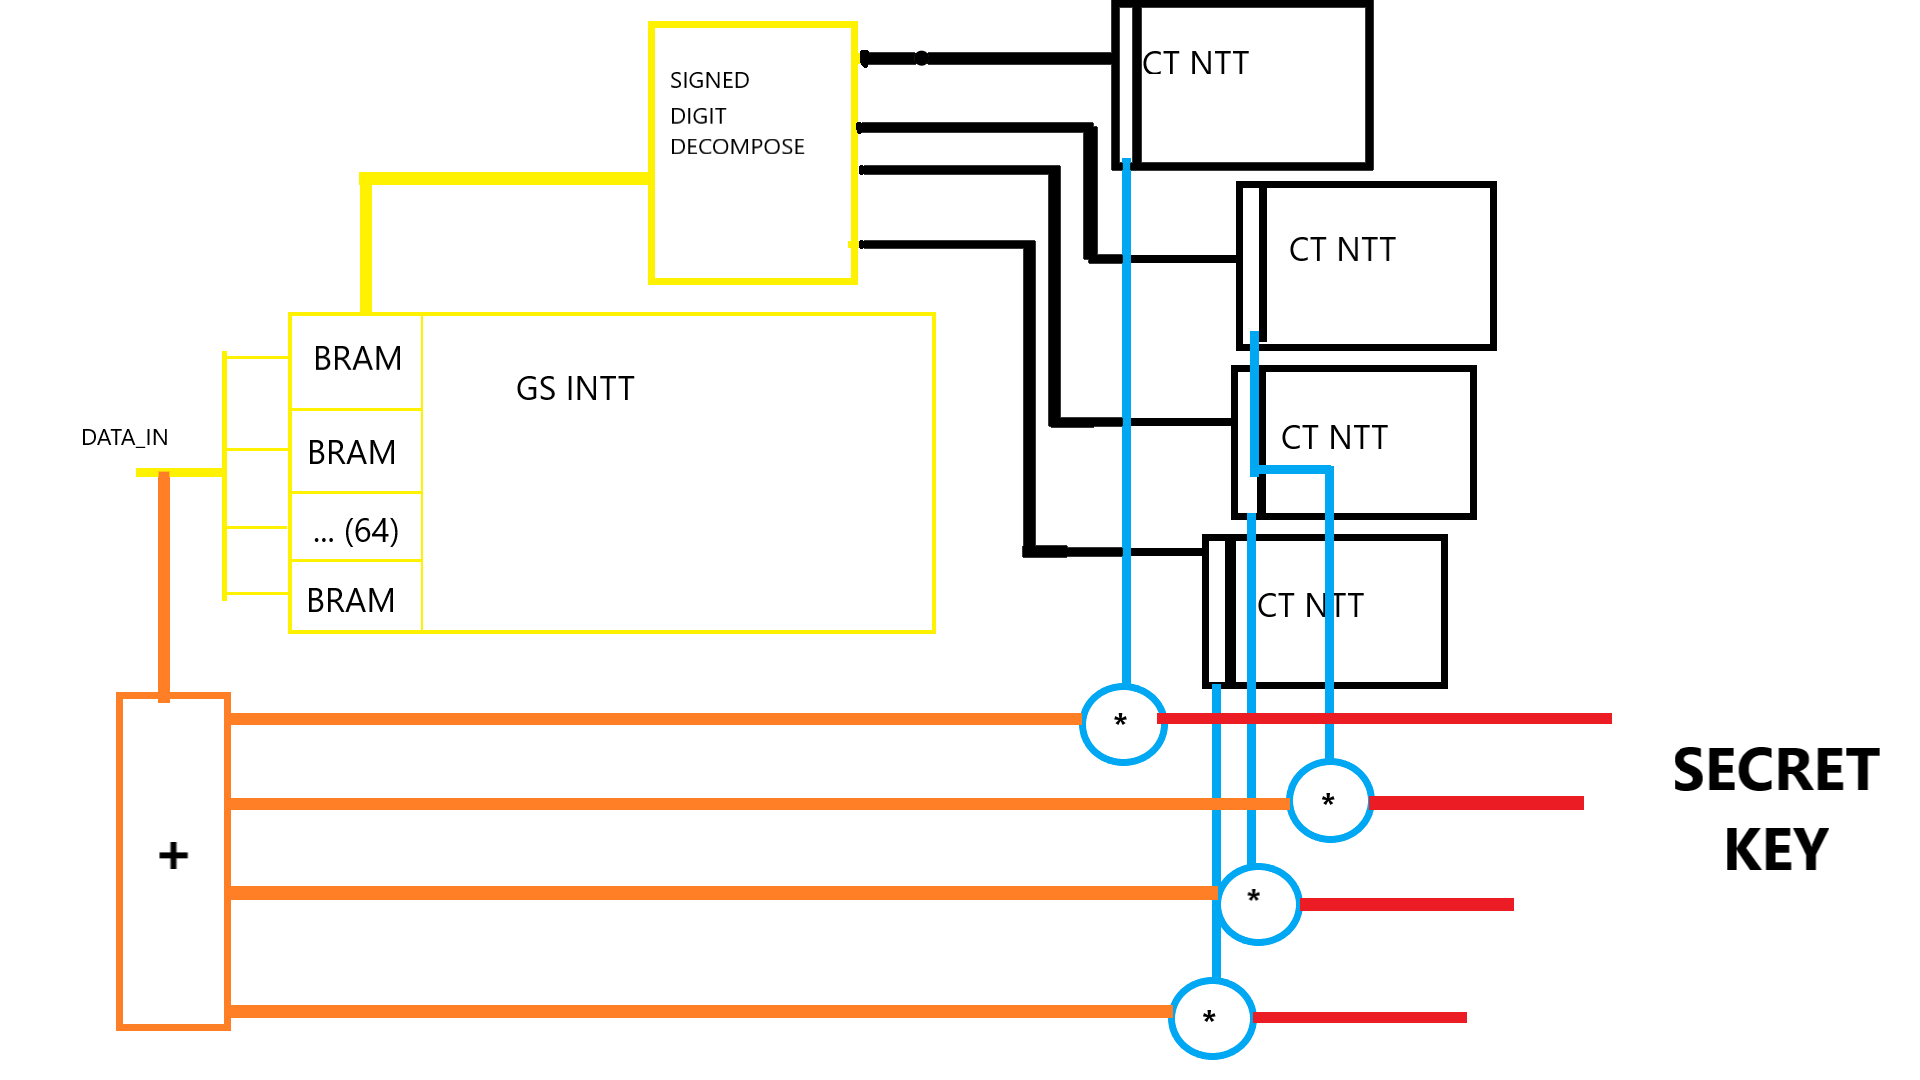 CT NTT
SIGNED
DIGIT
DECOMPOSE
CT NTT
BRAM
GS INTT
DATA_IN
BRAM
CT NTT
... (64)
BRAM
CT NTT
*
*
*
*
+
SECRET
KEY